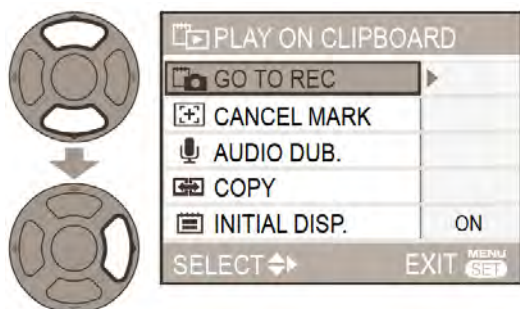 PLAY ON CLIPBOARD
GO TO REC
CANCEL MARK
AUDIO DUB.
COPY
INITIAL DISP. ON
SELECT EXIT MENU SET